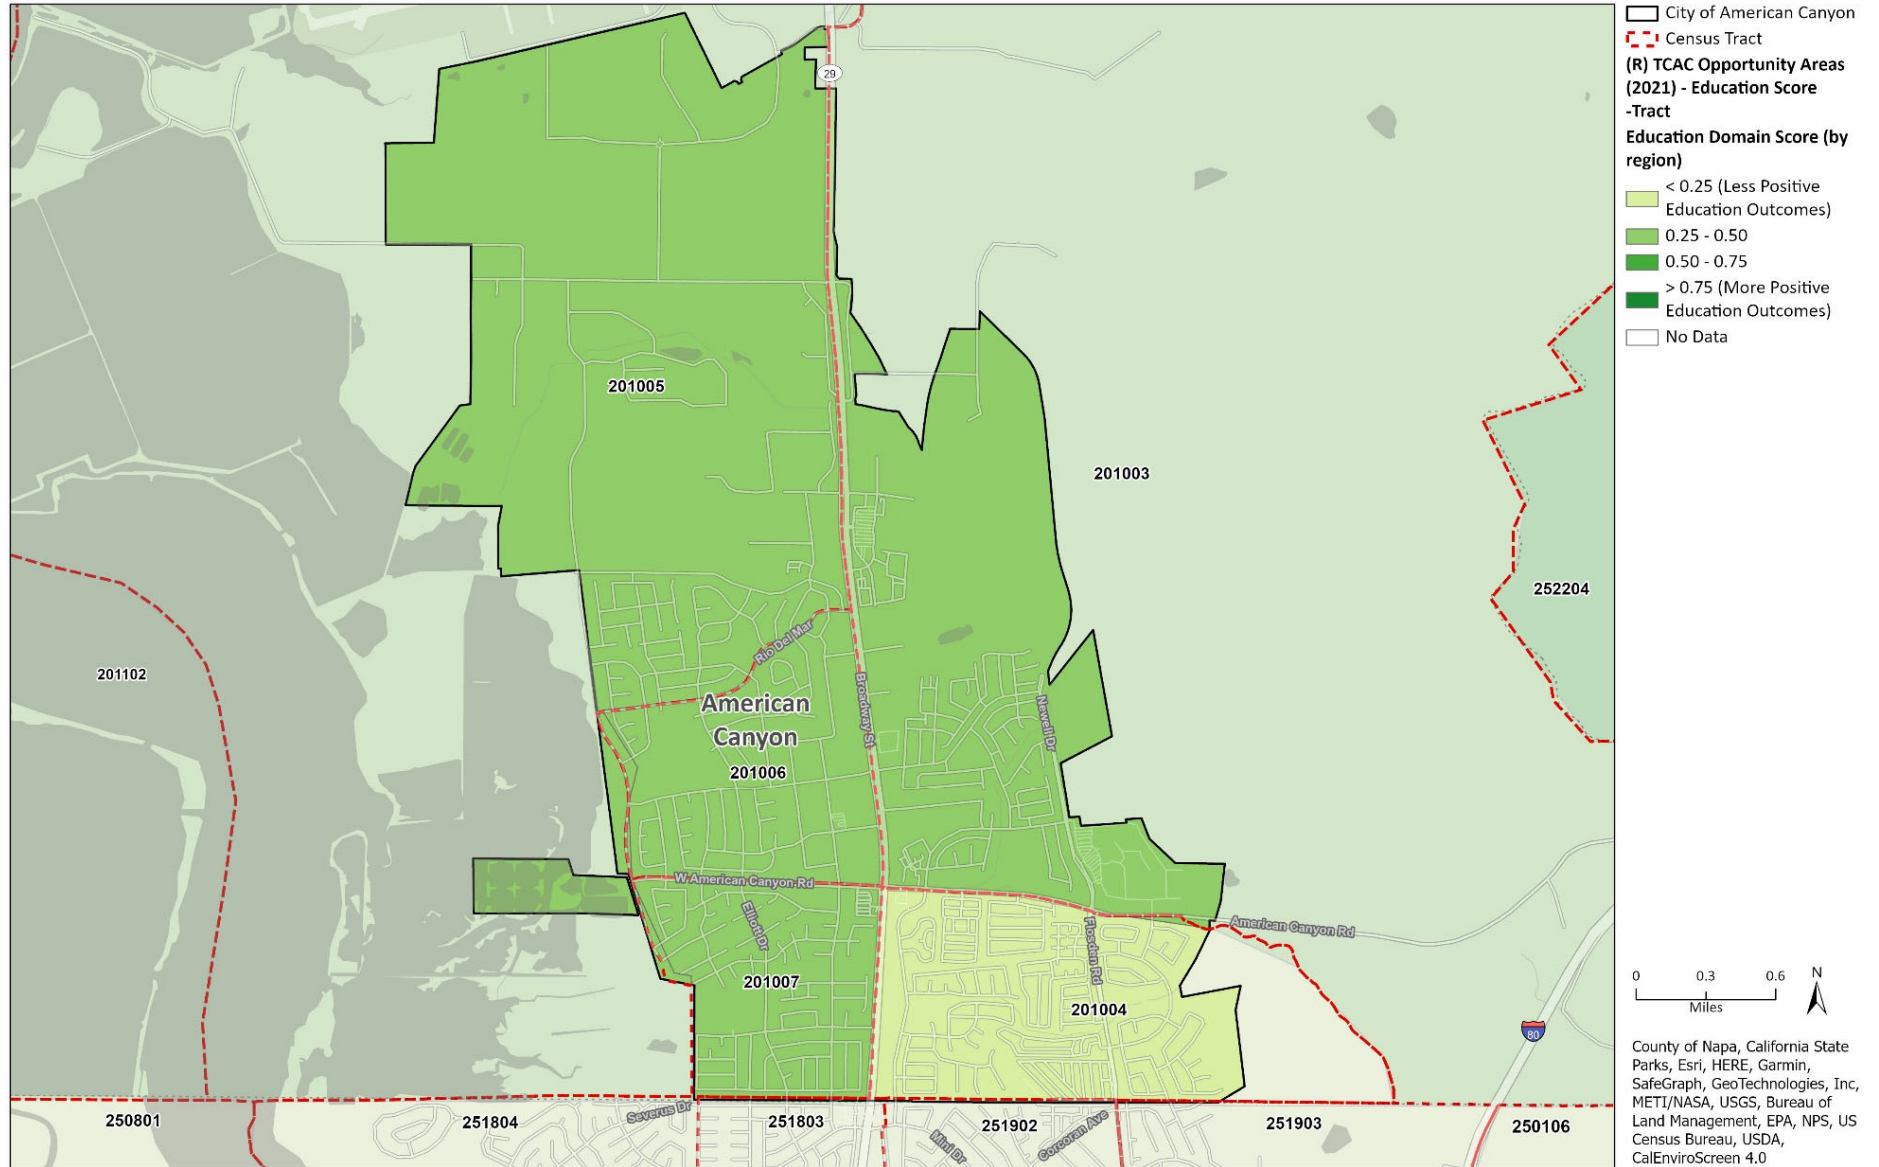 29
201005
201003
252204
201102
Rio Del Mar
American
Canyon
Broadway St
Newell Dr
201006
W American Canyon Rd
Elliott Dr
American Canyon Rd
Flosden Rd
201007
201004
80
250801
251804
Severus Dr
251803
Mini Dr
251902
Corcoran Ave
251903
250106
City of American Canyon
Census Tract
(R) TCAC Opportunity Areas
(2021) - Education Score
-Tract
Education Domain Score (by
region)
< 0.25 (Less Positive
Education Outcomes)
0.25 - 0.50
0.50 - 0.75
> 0.75 (More Positive
Education Outcomes)
No Data
0 0.3 0.6
Miles
N
County of Napa, California State
Parks, Esri, HERE, Garmin,
SafeGraph, GeoTechnologies, Inc,
METI/NASA, USGS, Bureau of
Land Management, EPA, NPS, US
Census Bureau, USDA,
CalEnviroScreen 4.0